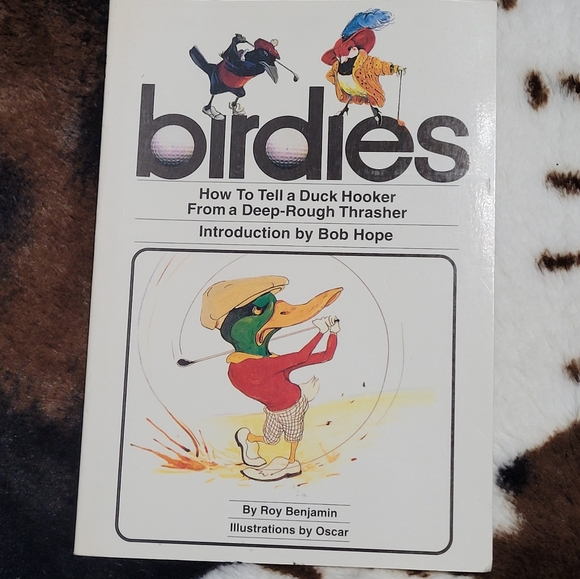 birdies
How To Tell a Duck Hooker
From a Deep-Rough Thrasher
Introduction by Bob Hope
By Roy Benjamin
Illustrations by Oscar